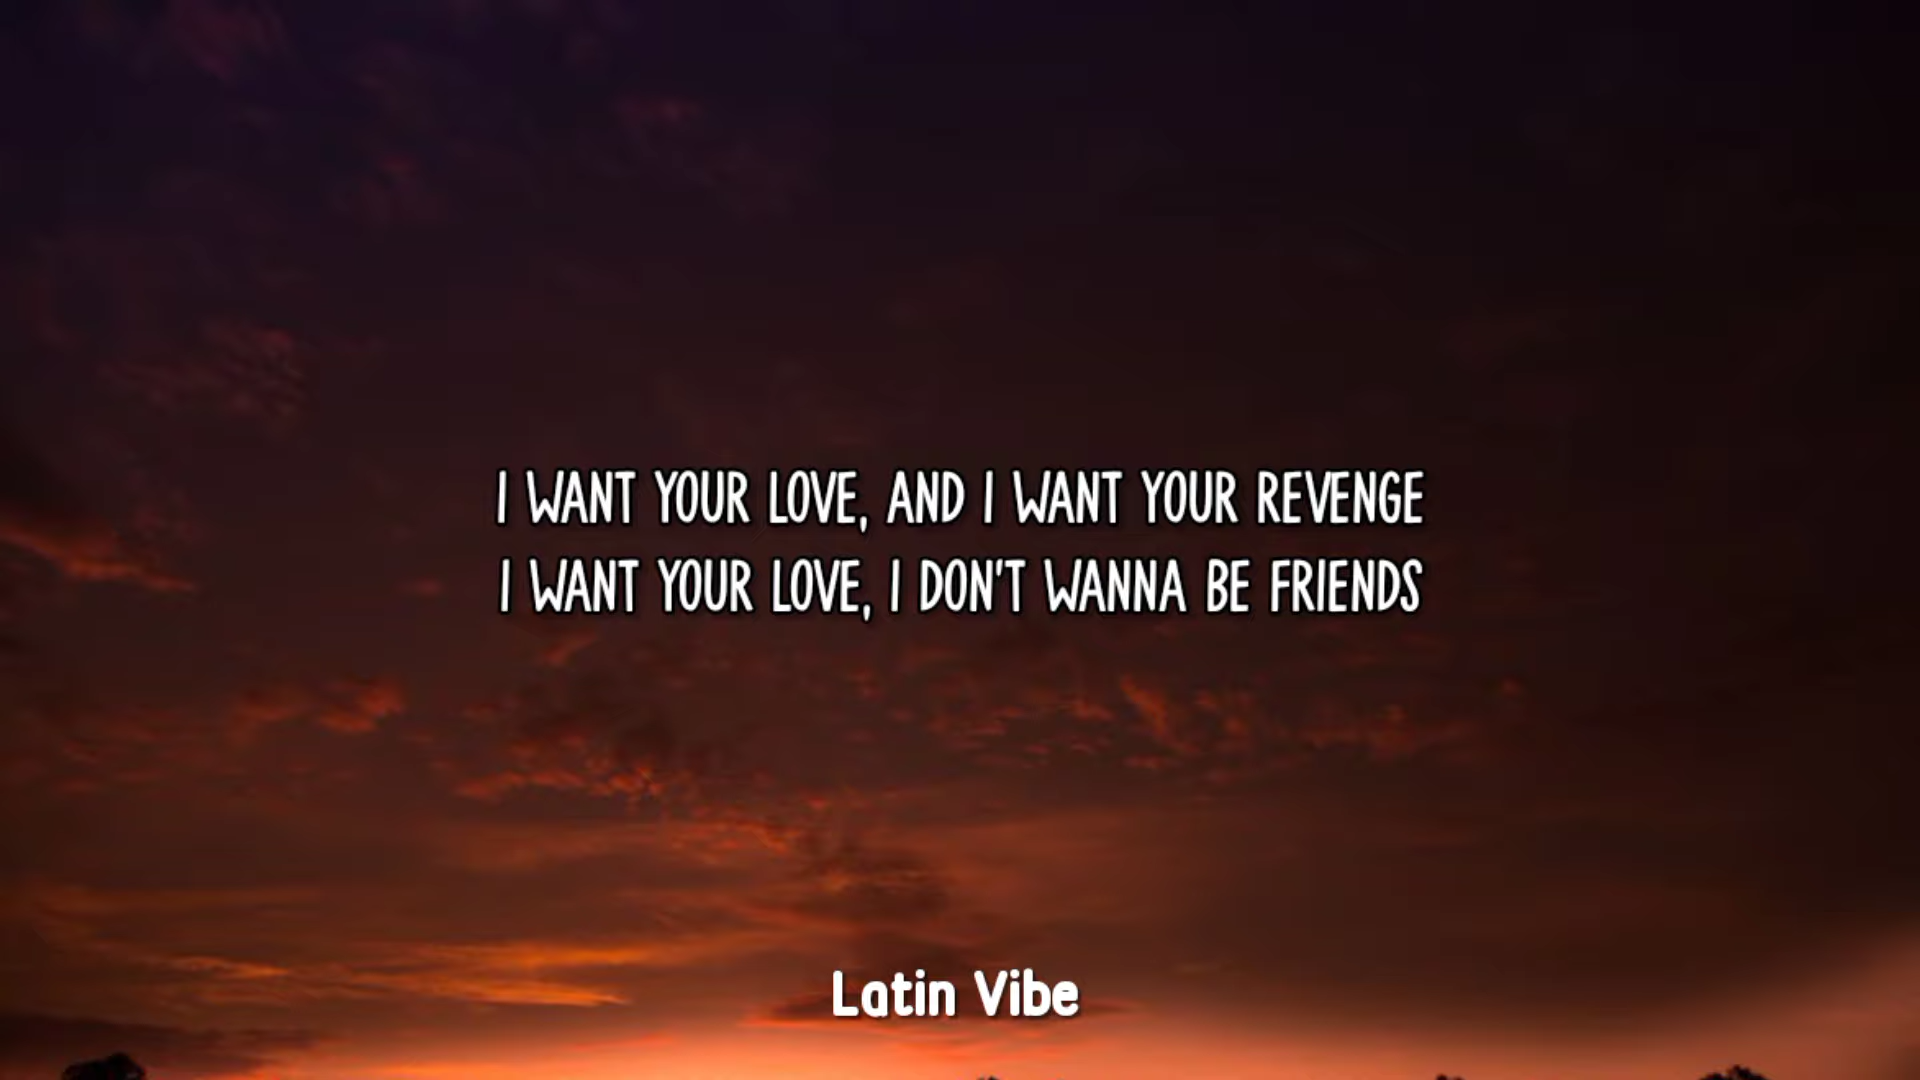 I WANT YOUR LOVE, AND I WANT YOUR REVENGE
I WANT YOUR LOVE, I DON'T WANNA BE FRIENDS
Latin Vibe